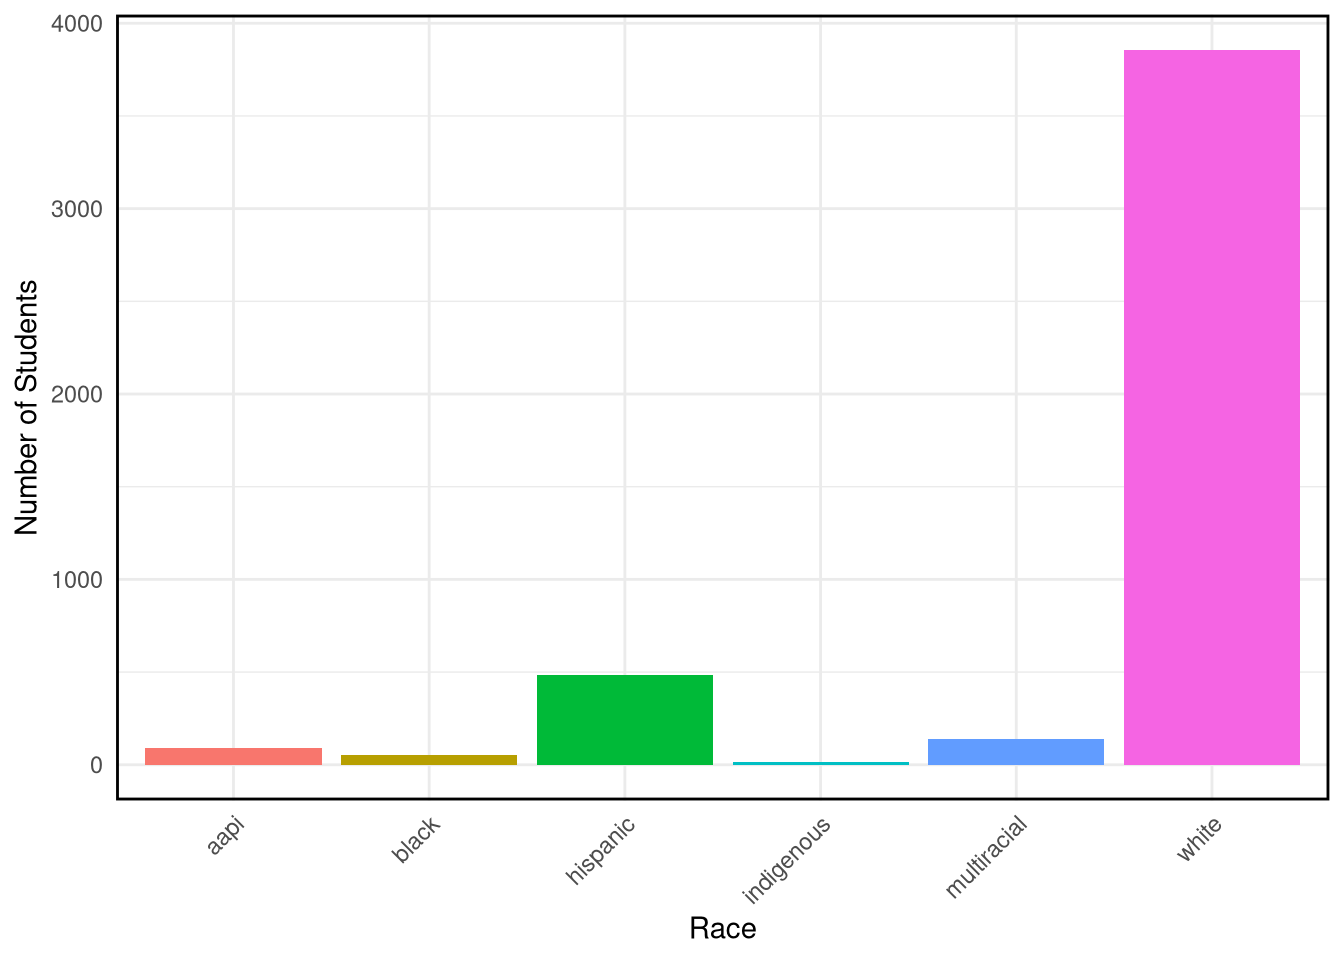 4000
3000
2000
1000
0
Number of Students
aapi
black
hispanic
indigenous
multiracial
white
Race